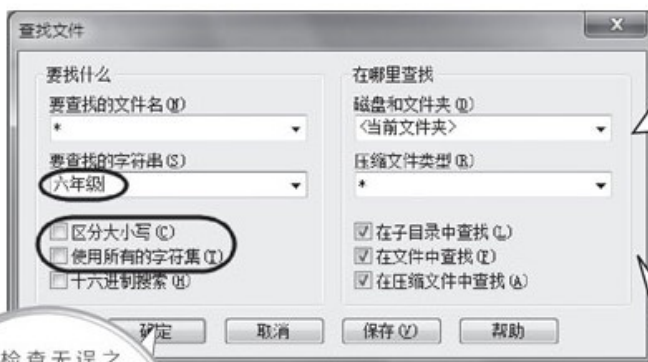 查找文件
要找什么
要查找的文件名(M)
*
要查找的字符串(S)
六年级
区分大小写(C)
使用所有的字符集(T)
十六进制搜索(H)
在哪里查找
磁盘和文件夹(D)
<当前文件夹>
压缩文件类型(R)
*
在子目录中查找(L)
在文件中查找(F)
在压缩文件中查找(A)
确定
取消
保存(V)
帮助
检查无误之